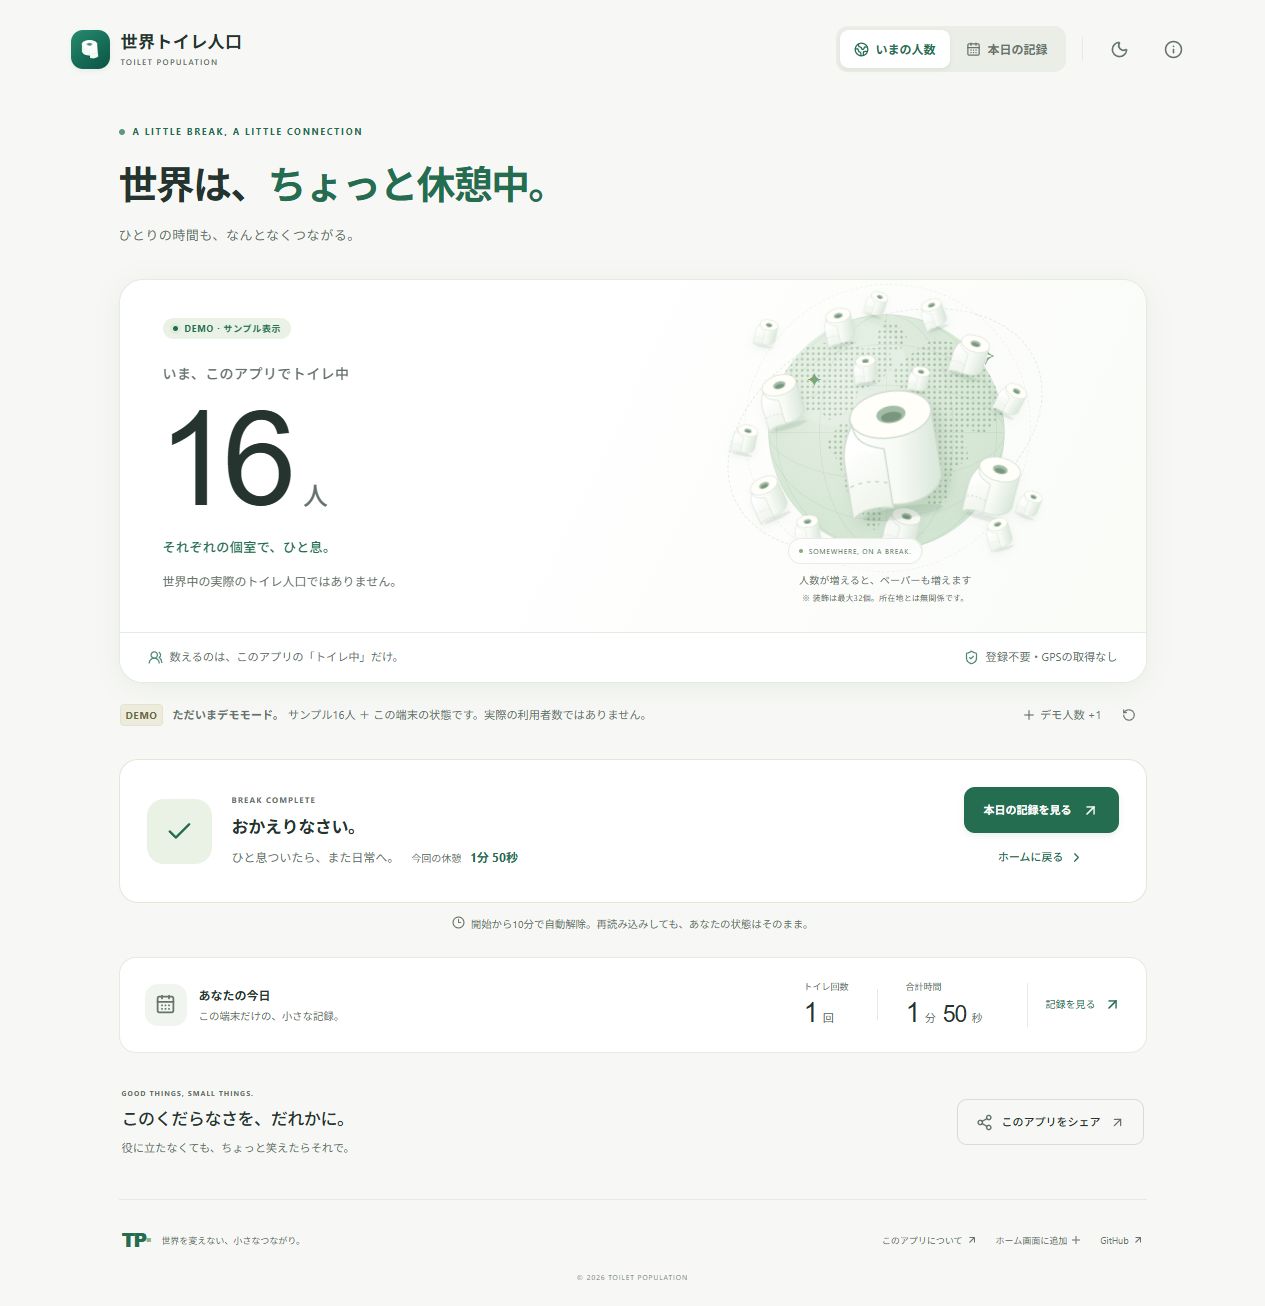 世界トイレ人口
TOILET POPULATION
いまの人数
本日の記録
A LITTLE BREAK, A LITTLE CONNECTION
世界は、ちょっと休憩中。
ひとりの時間も、なんとなくつながる。
DEMO・サンプル表示
いま、このアプリでトイレ中
16 人
それぞれの個室で、ひと息。
世界中の実際のトイレ人口ではありません。
SOMEWHERE, ON A BREAK.
人数が増えると、ペーパーも増えます
※ 装飾は最大32個。所在地とは無関係です。
数えるのは、このアプリの「トイレ中」だけ。
登録不要・GPSの取得なし
DEMO ただいまデモモード。 サンプル16人 ＋ この端末の状態です。実際の利用者数ではありません。
デモ人数 +1
BREAK COMPLETE
おかえりなさい。
ひと息ついたら、また日常へ。 今回の休憩 1分 50秒
本日の記録を見る
ホームに戻る
開始から10分で自動解除。再読み込みしても、あなたの状態はそのまま。
あなたの今日
この端末だけの、小さな記録。
トイレ回数
1 回
合計時間
1 分 50 秒
記録を見る
GOOD THINGS, SMALL THINGS.
このくだらなさを、だれかに。
役に立たなくても、ちょっと笑えたらそれで。
このアプリをシェア
TP 世界を変えない、小さなつながり。
このアプリについて
ホーム画面に追加
GitHub
© 2026 TOILET POPULATION